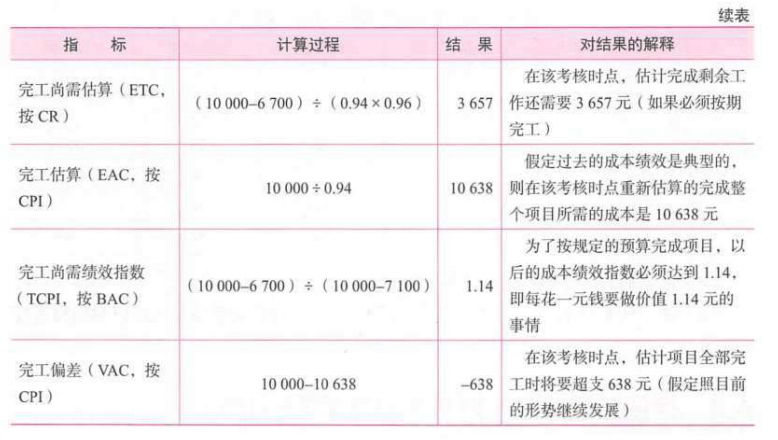 续表
指 标 计算过程 结 果 对结果的解释
完工尚需估算（ETC，
按 CR）
（10 000–6 700）÷（0.94×0.96）
3 657
在该考核时点，估计完成剩余工
作还需要 3 657 元（如果必须按期
完工）
完工估算（EAC，按
CPI）
10 000÷0.94
10 638
假定过去的成本绩效是典型的，
则在该考核时点重新估算的完成整
个项目所需的成本是 10 638 元
完工尚需绩效指数
（TCPI，按 BAC）
（10 000–6 700）÷（10 000–7 100）
1.14
为了按规定的预算完成项目，以
后的成本绩效指数必须达到 1.14，
即每花一元钱要做价值 1.14 元的
事情
完工偏差（VAC，按
CPI）
10 000–10 638
–638
在该考核时点，估计项目全部完
工时将要超支 638 元（假定照目前
的形势继续发展）